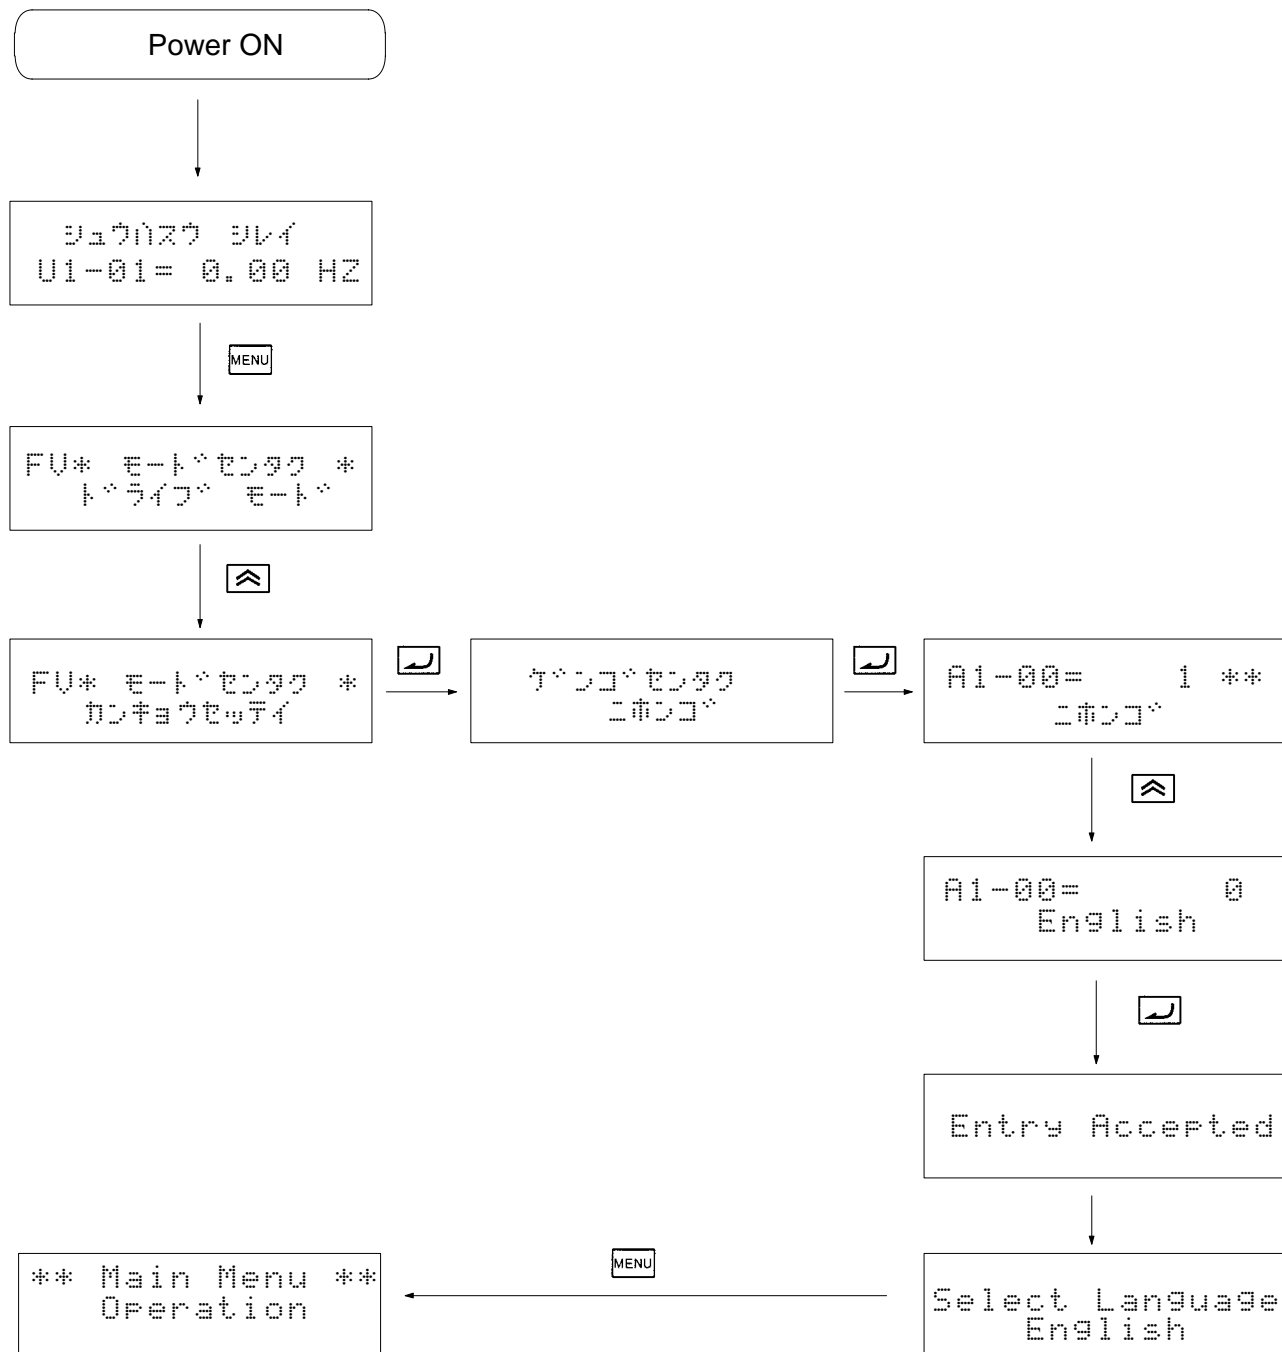 Power ON
シュウハスウ シレイ
U1-01= 0.00 HZ
MENU
FV* モードセンタク *
ドライブ モード
FV* モードセンタク *
カンキョウセッテイ
ゲンゴセンタク
ニホンゴ
A1-00= 1 **
ニホンゴ
A1-00= 0
English
Entry Accepted
Select Language
English
MENU
** Main Menu **
Operation